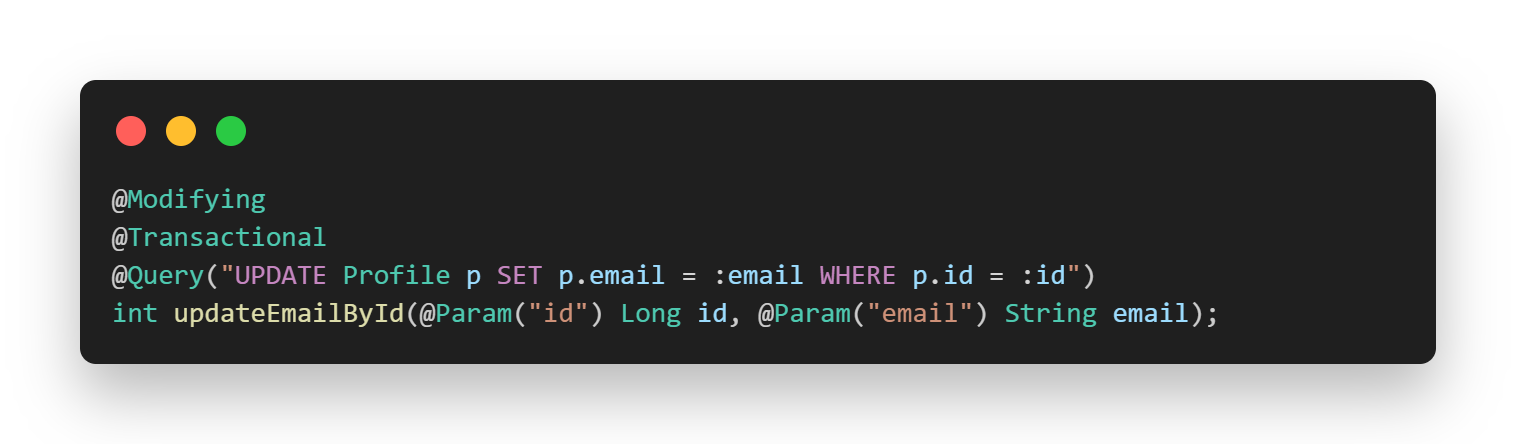 @Modifying
@Transactional
@Query("UPDATE Profile p SET p.email = :email WHERE p.id = :id")
int updateEmailById(@Param("id") Long id, @Param("email") String email);